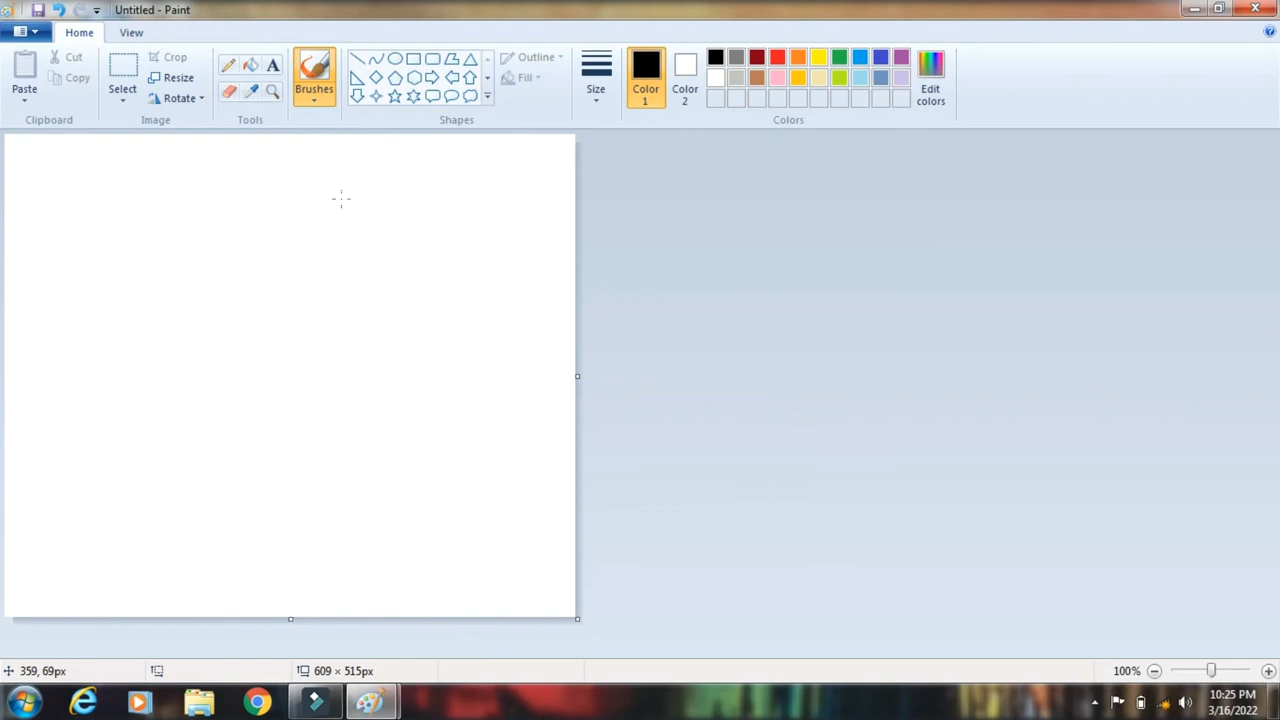 Untitled - Paint
Home View
Paste Cut Copy Clipboard
Select Crop Resize Rotate Image
Tools
Brushes
Shapes Outline Fill
Size
Color 1 Color 2 Edit colors Colors
359, 69px 609 × 515px 100%
10:25 PM
3/16/2022